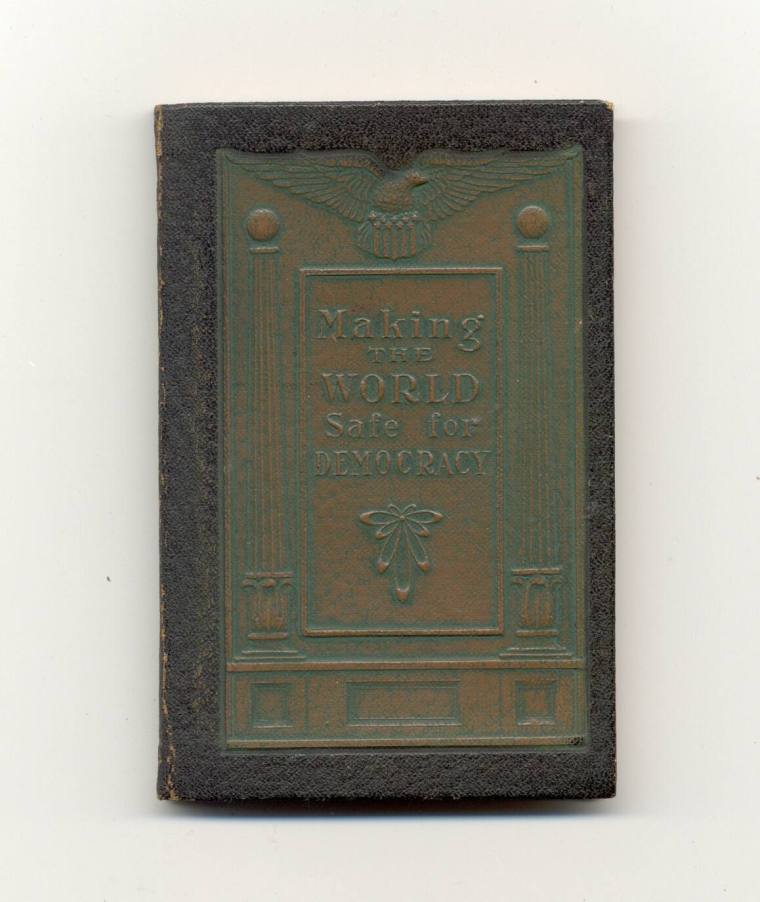 Making
THE
WORLD
Safe for
DEMOCRACY